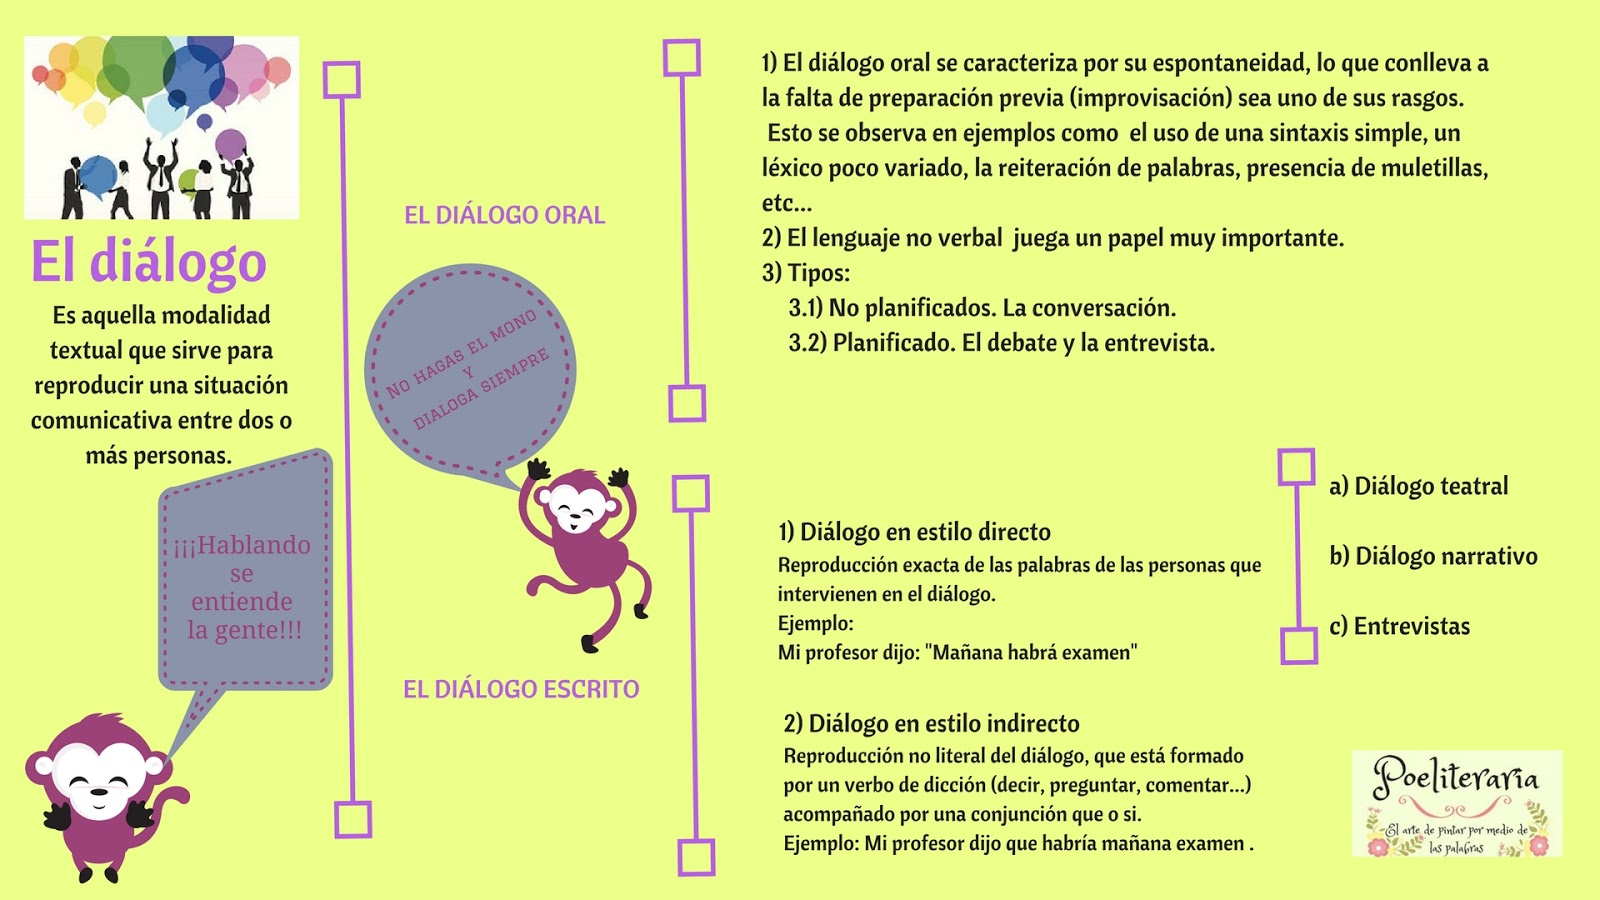 El diálogo
Es aquella modalidad
textual que sirve para
reproducir una situación
comunicativa entre dos o
más personas.
¡¡¡Hablando
se
entiende
la gente!!!
EL DIÁLOGO ORAL
NO HAGAS EL MONO
Y
DIALOGA SIEMPRE
EL DIÁLOGO ESCRITO
1) El diálogo oral se caracteriza por su espontaneidad, lo que conlleva a
la falta de preparación previa (improvisación) sea uno de sus rasgos.
Esto se observa en ejemplos como el uso de una sintaxis simple, un
léxico poco variado, la reiteración de palabras, presencia de muletillas,
etc...
2) El lenguaje no verbal juega un papel muy importante.
3) Tipos:
3.1) No planificados. La conversación.
3.2) Planificado. El debate y la entrevista.
1) Diálogo en estilo directo
Reproducción exacta de las palabras de las personas que
intervienen en el diálogo.
Ejemplo:
Mi profesor dijo: "Mañana habrá examen"
2) Diálogo en estilo indirecto
Reproducción no literal del diálogo, que está formado
por un verbo de dicción (decir, preguntar, comentar...)
acompañado por una conjunción que o si.
Ejemplo: Mi profesor dijo que habría mañana examen .
a) Diálogo teatral
b) Diálogo narrativo
c) Entrevistas
Poeliteraria
El arte de pintar por medio de
las palabras